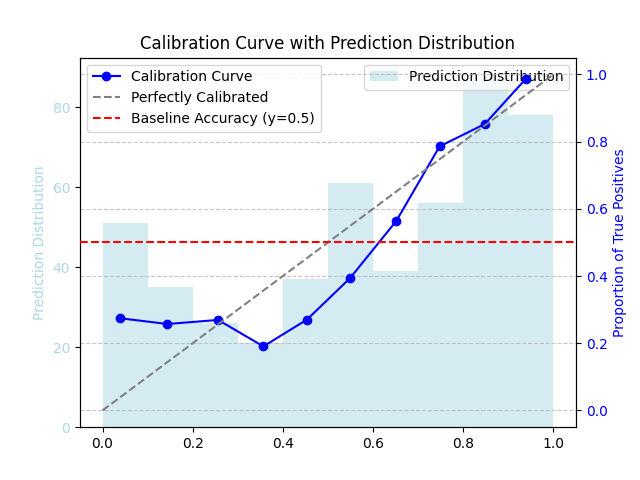 Calibration Curve with Prediction Distribution
Calibration Curve
Perfectly Calibrated
Baseline Accuracy (y=0.5)
Prediction Distribution
Prediction Distribution
80
60
40
20
0
1.0
0.8
0.6
0.4
0.2
0.0
Proportion of True Positives
0.0 0.2 0.4 0.6 0.8 1.0